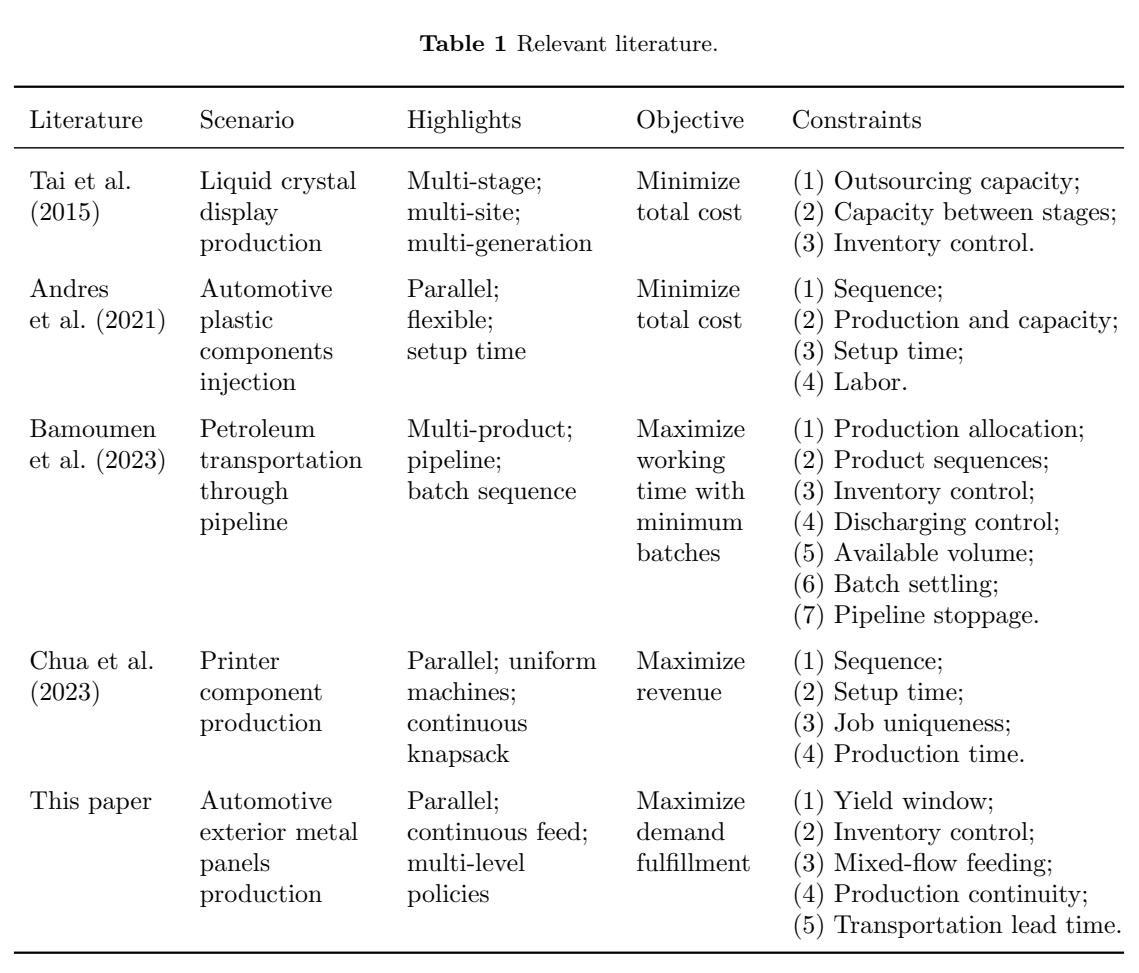 Table 1 Relevant literature.
Literature Scenario Highlights Objective Constraints
Tai et al. Liquid crystal Multi-stage; Minimize (1) Outsourcing capacity;
(2015) display multi-site; total cost (2) Capacity between stages;
production multi-generation (3) Inventory control.
Andres Automotive Parallel; Minimize (1) Sequence;
et al. (2021) plastic flexible; total cost (2) Production and capacity;
components setup time (3) Setup time;
injection (4) Labor.
Bamoumen Petroleum Multi-product; Maximize (1) Production allocation;
et al. (2023) transportation pipeline; working (2) Product sequences;
through batch sequence time with (3) Inventory control;
pipeline minimum (4) Discharging control;
batches (5) Available volume;
(6) Batch settling;
(7) Pipeline stoppage.
Chua et al. Printer Parallel; uniform Maximize (1) Sequence;
(2023) component machines; revenue (2) Setup time;
production continuous (3) Job uniqueness;
knapsack (4) Production time.
This paper Automotive Parallel; Maximize (1) Yield window;
exterior metal continuous feed; demand (2) Inventory control;
panels multi-level fulfillment (3) Mixed-flow feeding;
production policies (4) Production continuity;
(5) Transportation lead time.